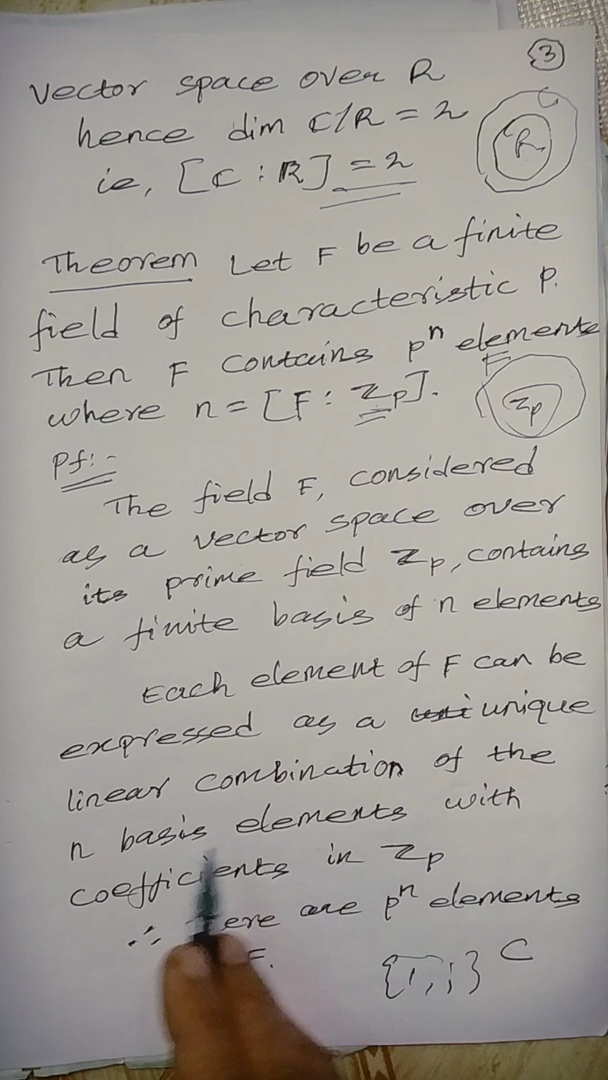 3
Vector space over R
hence dim C/R = 2
ie, [C : R] = 2
R
Theorem Let F be a finite
field of characteristic p.
Then F contains pⁿ elements
where n = [F : Zp].
F
Zp
Pf:-
The field F, considered
as a vector space over
its prime field Zp, contains
a finite basis of n elements
Each element of F can be
expressed as a unique
linear combination of the
n basis elements with
coefficients in Zp
∴ ere are pⁿ elements
F.
{1, i} C